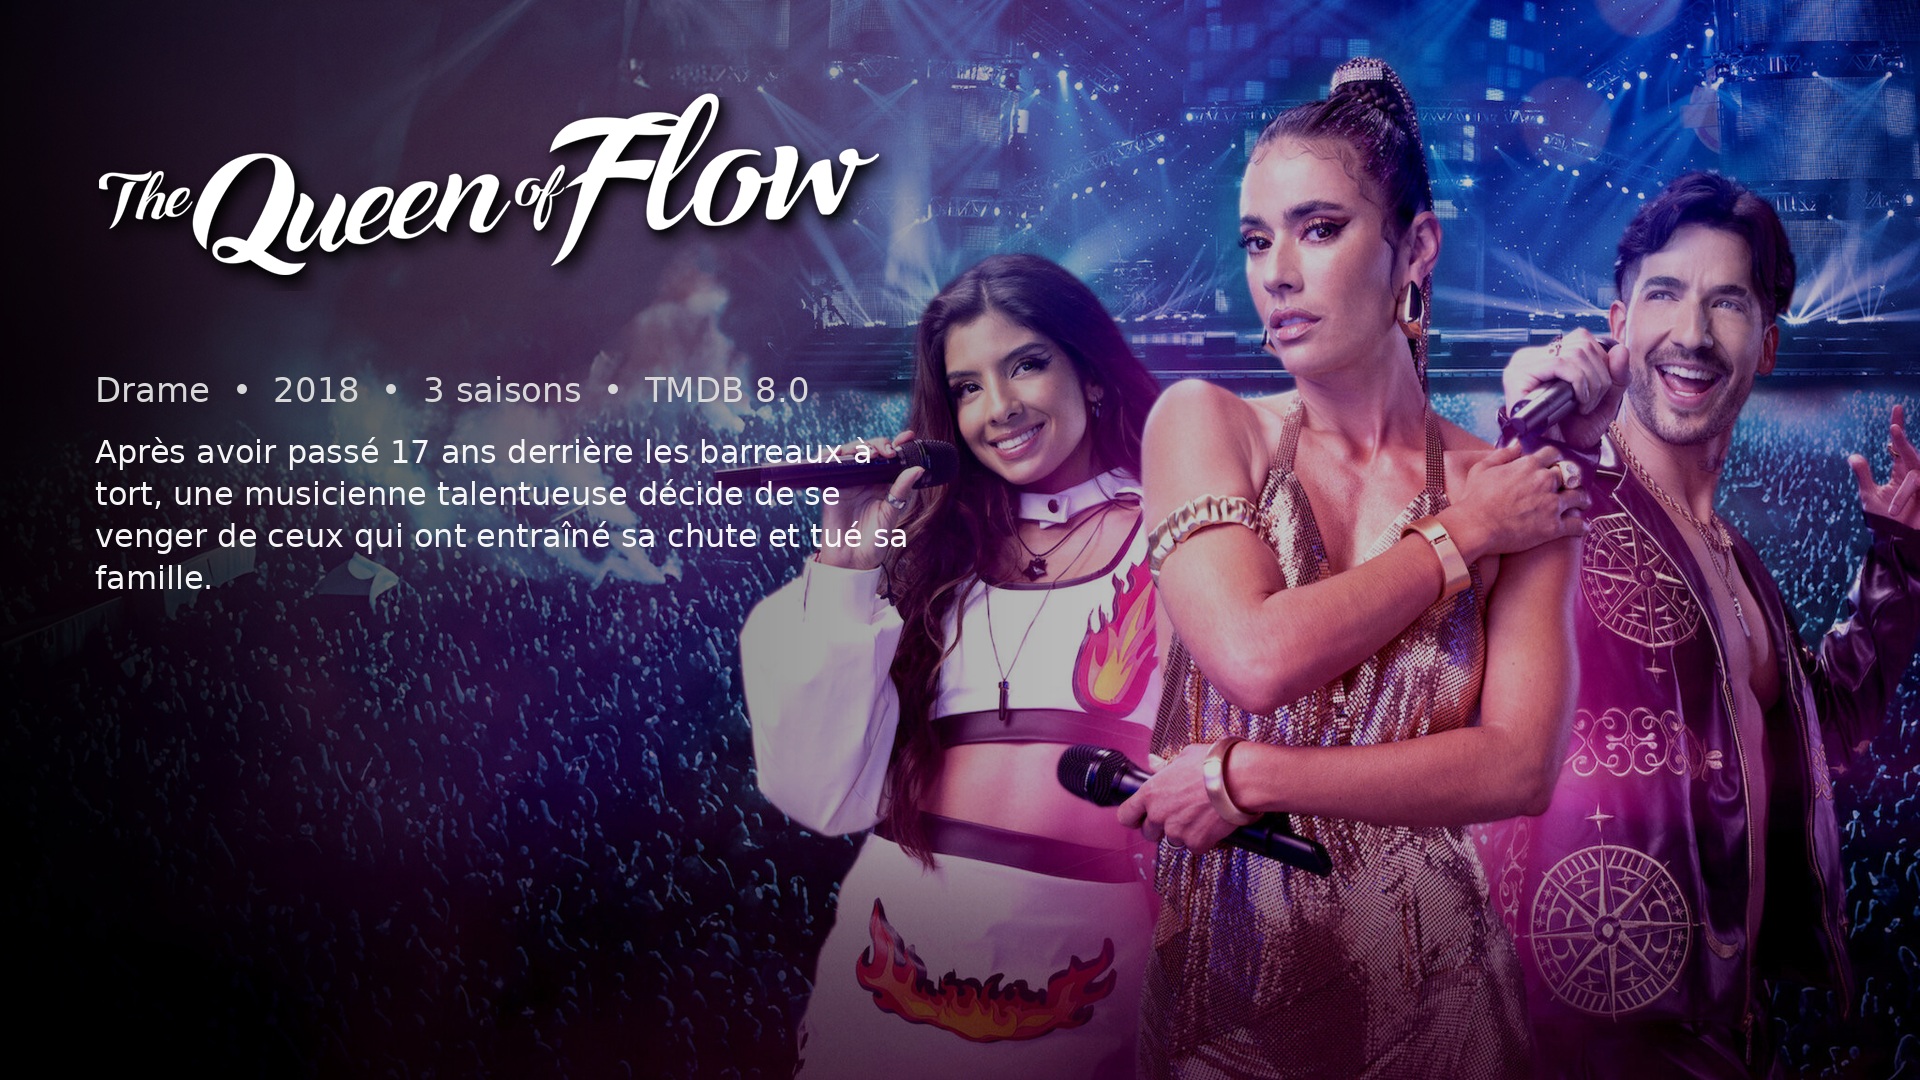 The Queen of Flow
Drame • 2018 • 3 saisons • TMDB 8.0
Après avoir passé 17 ans derrière les barreaux à
tort, une musicienne talentueuse décide de se
venger de ceux qui ont entraîné sa chute et tué sa
famille.